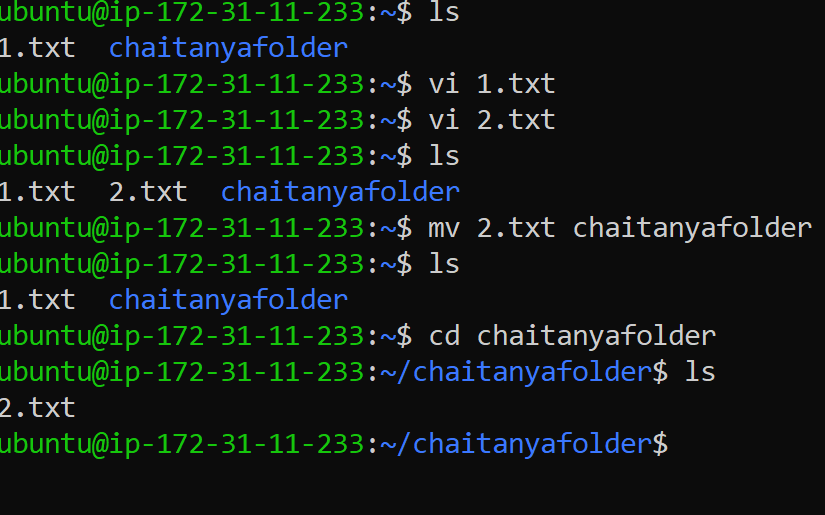 ubuntu@ip-172-31-11-233:~$ ls
1.txt  chaitanyafolder
ubuntu@ip-172-31-11-233:~$ vi 1.txt
ubuntu@ip-172-31-11-233:~$ vi 2.txt
ubuntu@ip-172-31-11-233:~$ ls
1.txt  2.txt  chaitanyafolder
ubuntu@ip-172-31-11-233:~$ mv 2.txt chaitanyafolder
ubuntu@ip-172-31-11-233:~$ ls
1.txt  chaitanyafolder
ubuntu@ip-172-31-11-233:~$ cd chaitanyafolder
ubuntu@ip-172-31-11-233:~/chaitanyafolder$ ls
2.txt
ubuntu@ip-172-31-11-233:~/chaitanyafolder$